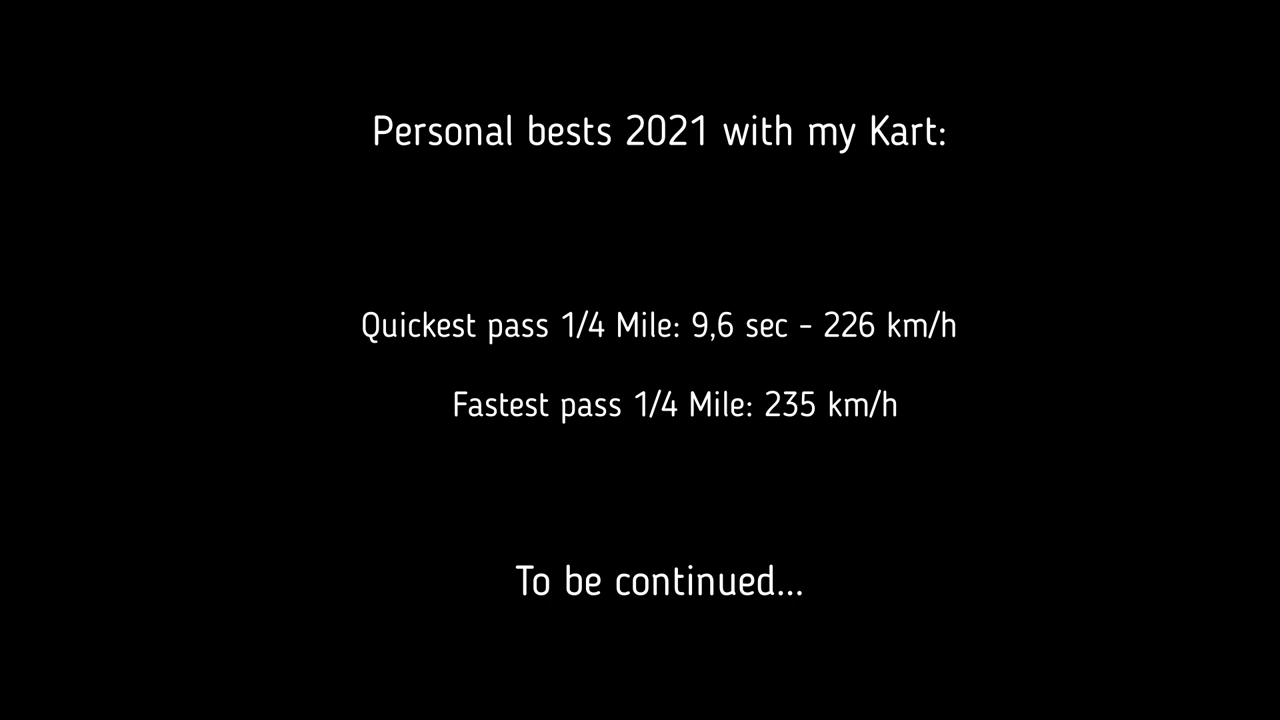 Personal bests 2021 with my Kart:
Quickest pass 1/4 Mile: 9,6 sec - 226 km/h
Fastest pass 1/4 Mile: 235 km/h
To be continued...